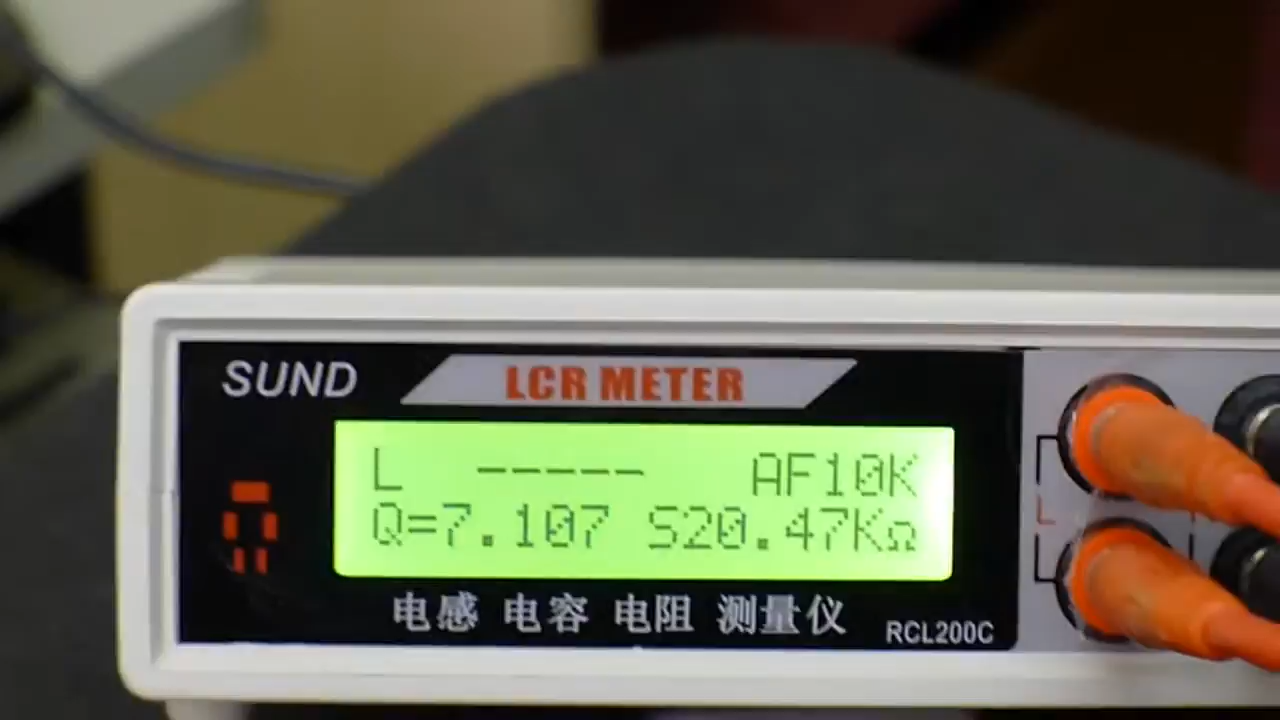 SUND
LCR METER
L ----- AF10K
Q=7.107 S20.47KΩ
电感 电容 电阻 测量仪
RCL200C
L